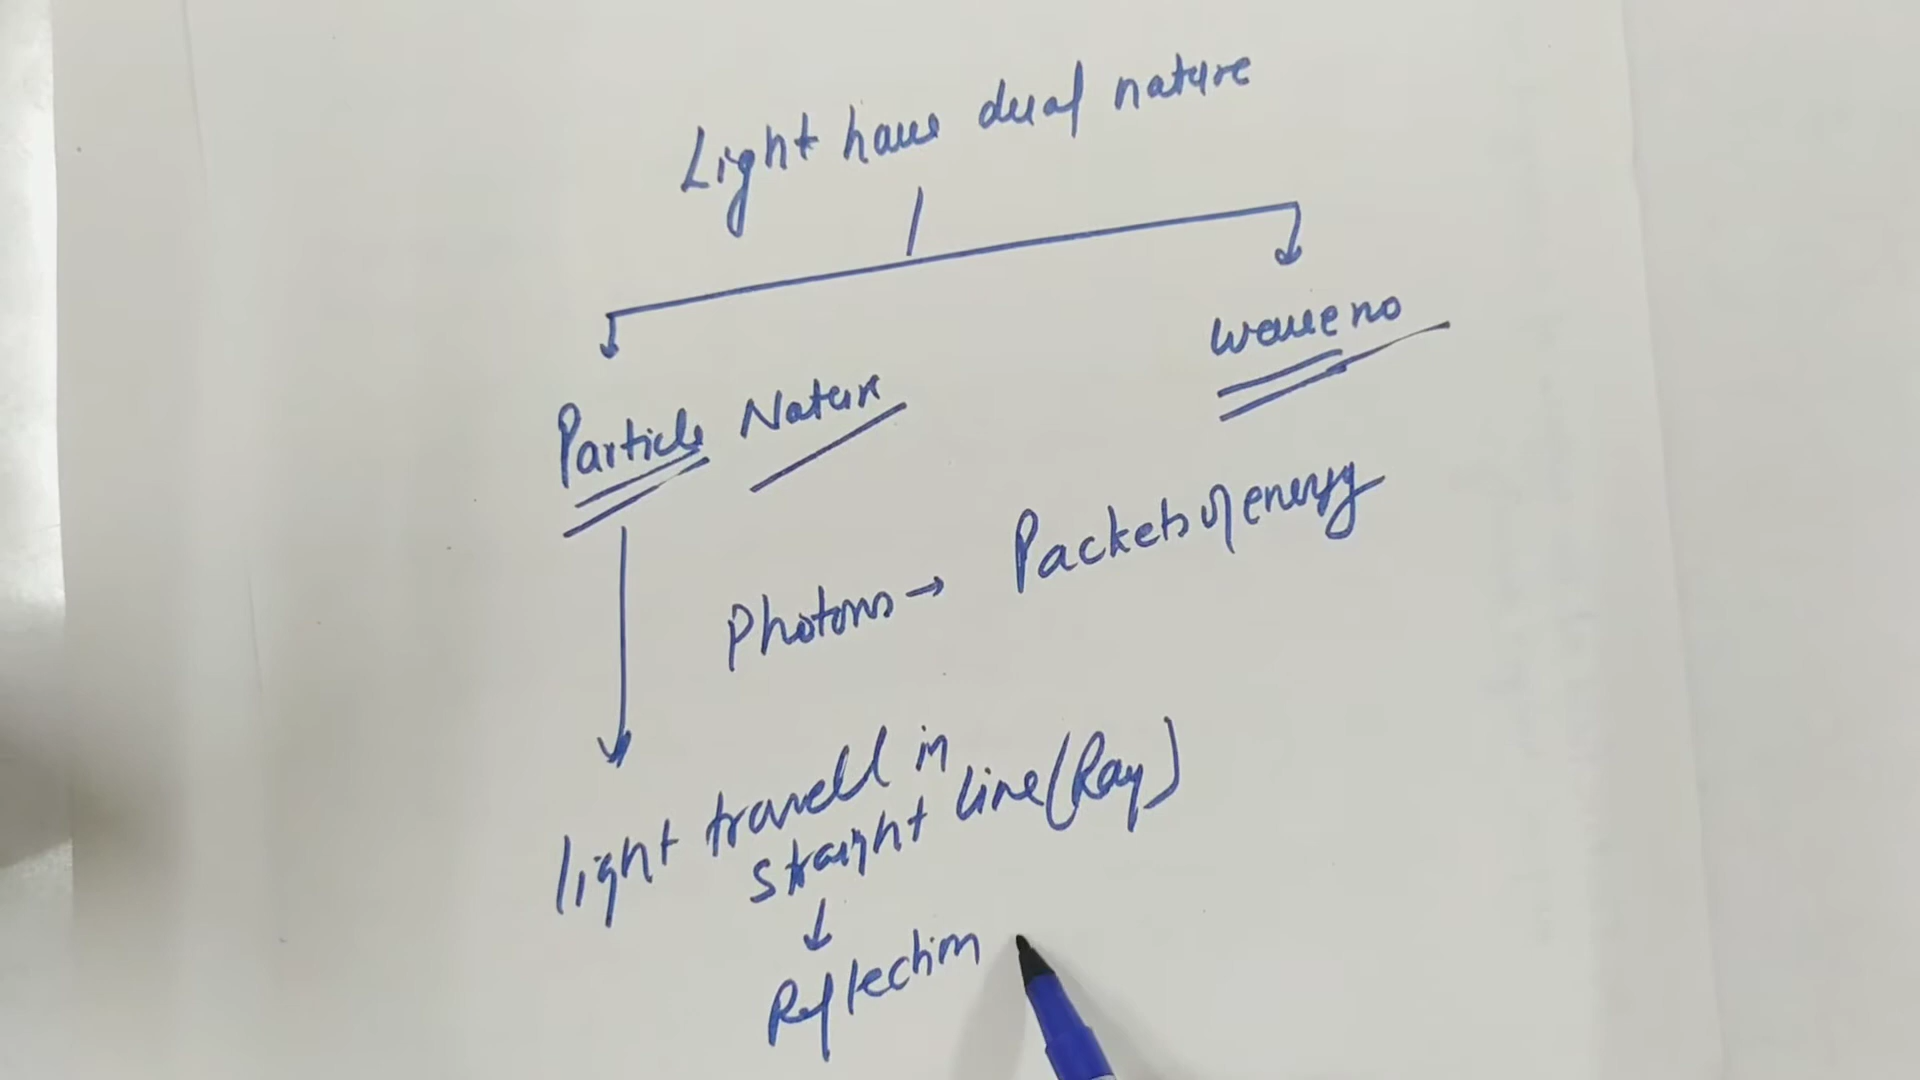 Light have dual nature
Particle Nature
wave no
Photons → Packets of energy
light travell in
straight line (Ray)
↓
Reflection